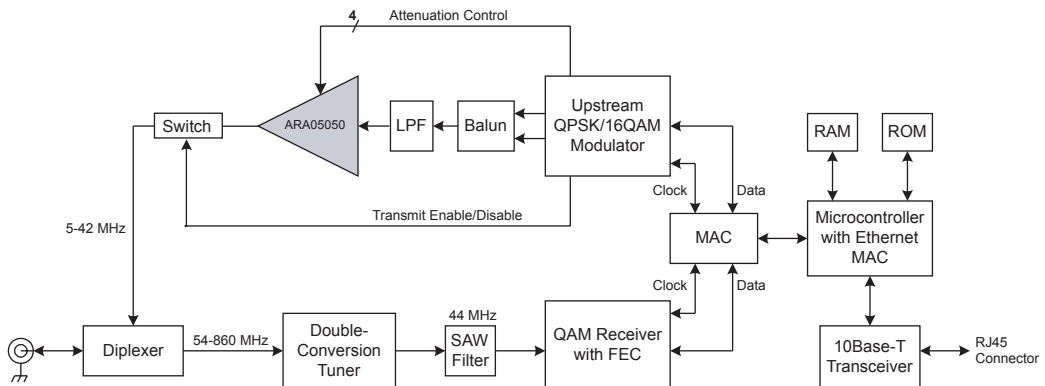 4
Attenuation Control
Upstream
QPSK/16QAM
Modulator
ARA05050
LPF
Balun
Switch
RAM
ROM
Clock
Data
Transmit Enable/Disable
5-42 MHz
MAC
Microcontroller
with Ethernet
MAC
Clock
Data
44 MHz
Diplexer
54-860 MHz
Double-
Conversion
Tuner
SAW
Filter
QAM Receiver
with FEC
10Base-T
Transceiver
RJ45
Connector